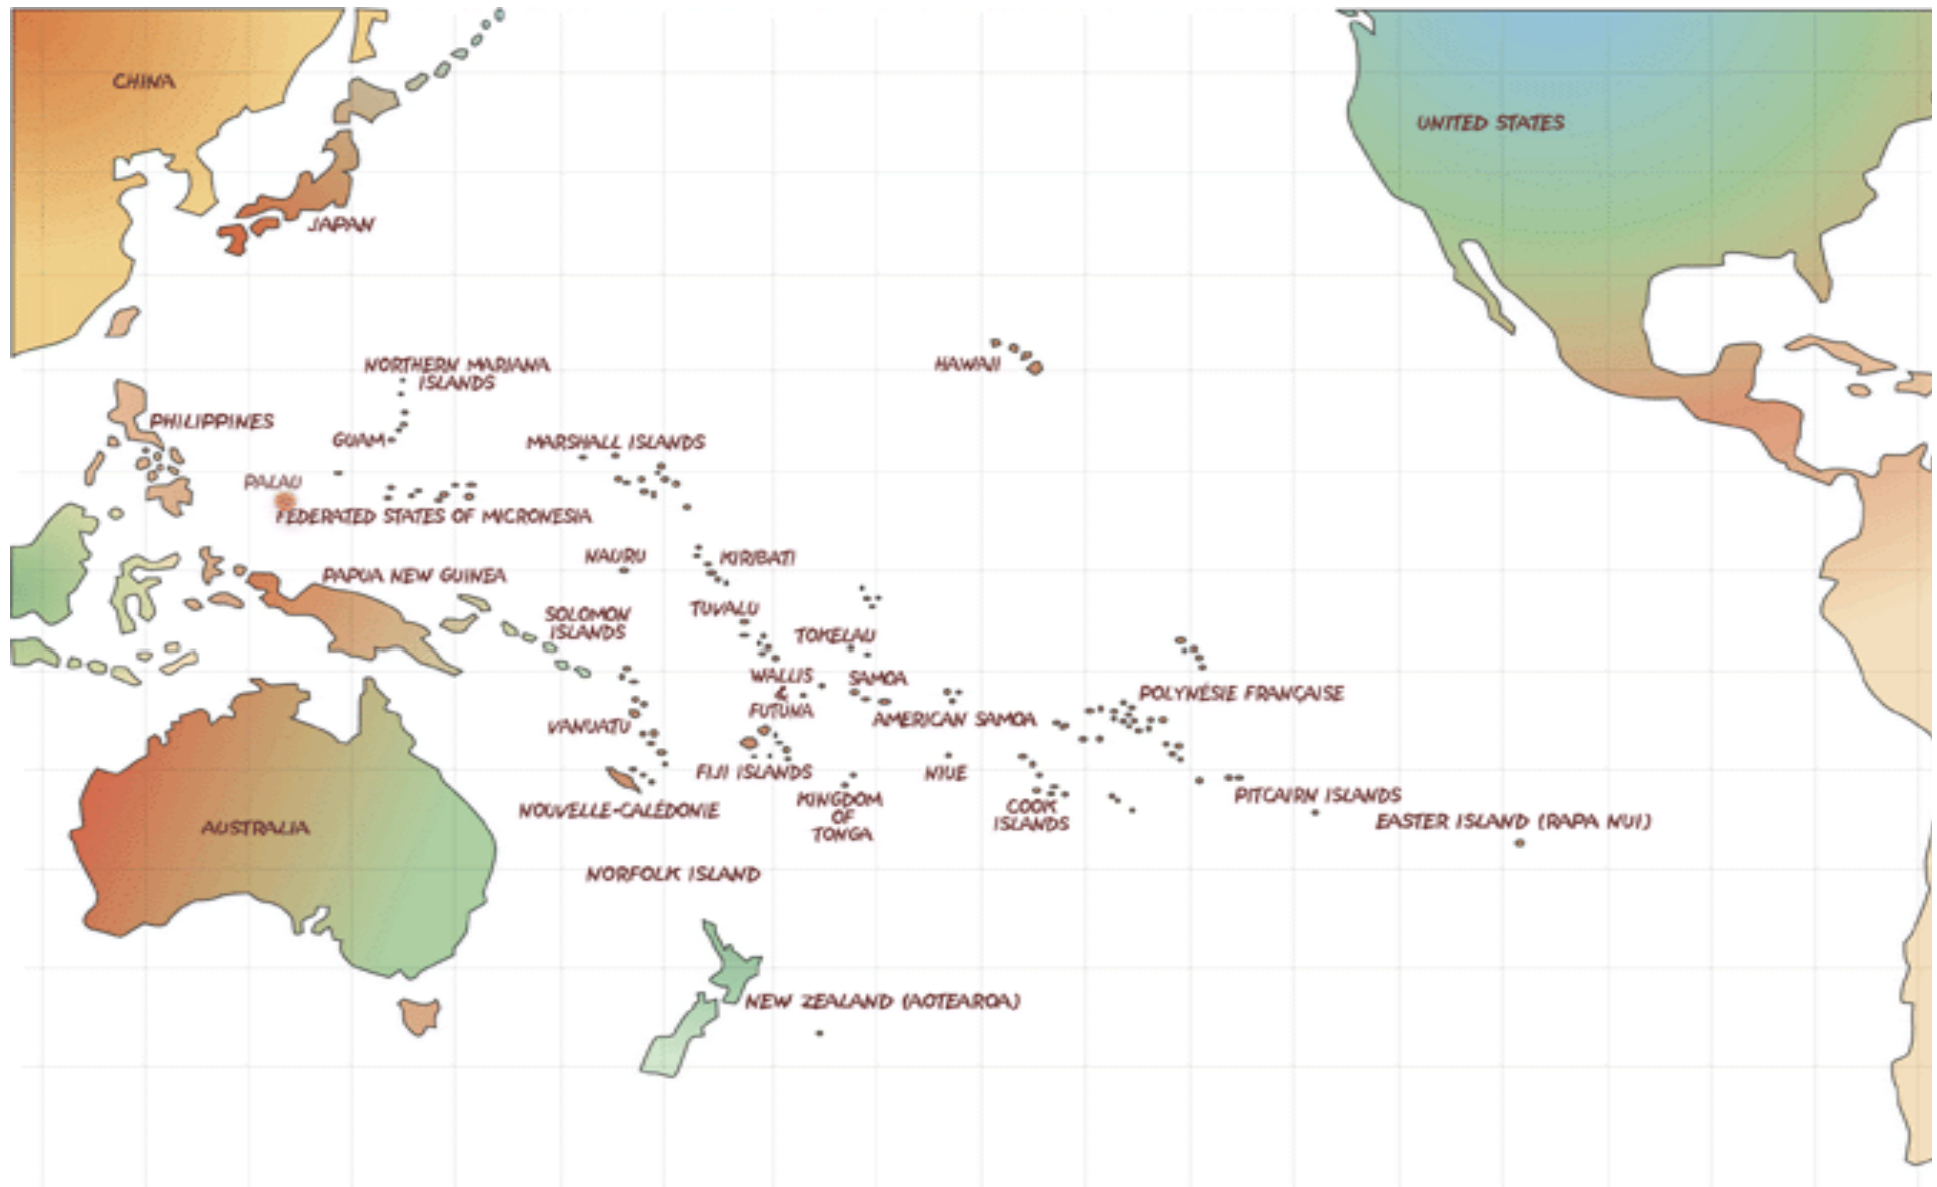 CHINA
UNITED STATES
JAPAN
NORTHERN MARIANA
ISLANDS
HAWAII
PHILIPPINES
GUAM
MARSHALL ISLANDS
PALAU
FEDERATED STATES OF MICRONESIA
NAURU
KIRIBATI
PAPUA NEW GUINEA
SOLOMON
ISLANDS
TUVALU
TOKELAU
WALLIS
&
FUTUNA
SAMOA
POLYNÉSIE FRANÇAISE
AMERICAN SAMOA
VANUATU
FIJI ISLANDS
NIUE
NOUVELLE-CALÉDONIE
KINGDOM
OF
TONGA
COOK
ISLANDS
PITCAIRN ISLANDS
EASTER ISLAND (RAPA NUI)
AUSTRALIA
NORFOLK ISLAND
NEW ZEALAND (AOTEAROA)